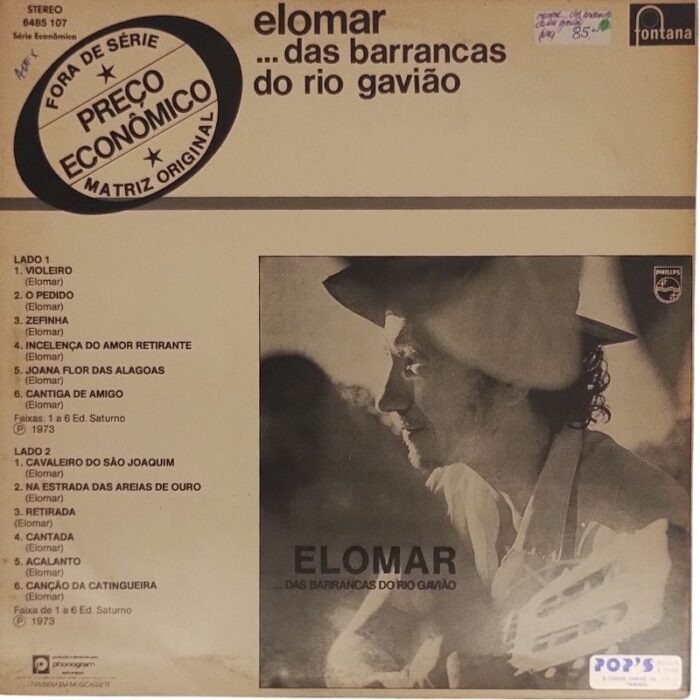 STEREO
6485 107
Série Econômica
FORA DE SÉRIE
PREÇO
ECONÔMICO
MATRIZ ORIGINAL
elomar
...das barrancas
do rio gavião
85,
fontana
LADO 1
1. VIOLEIRO
(Elomar)
2. O PEDIDO
(Elomar)
3. ZEFINHA
(Elomar)
4. INCELENÇA DO AMOR RETIRANTE
(Elomar)
5. JOANA FLOR DAS ALAGOAS
(Elomar)
6. CANTIGA DE AMIGO
(Elomar)
Faixas: 1 a 6 Ed. Saturno
Ⓟ 1973
LADO 2
1. CAVALEIRO DO SÃO JOAQUIM
(Elomar)
2. NA ESTRADA DAS AREIAS DE OURO
(Elomar)
3. RETIRADA
(Elomar)
4. CANTADA
(Elomar)
5. ACALANTO
(Elomar)
6. CANÇÃO DA CATINGUEIRA
(Elomar)
Faixa de 1 a 6 Ed. Saturno
Ⓟ 1973
PHILIPS
ELOMAR
...DAS BARRANCAS DO RIO GAVIÃO
phonogram
TAMBÉM EM MUSICASSETE
POP'S